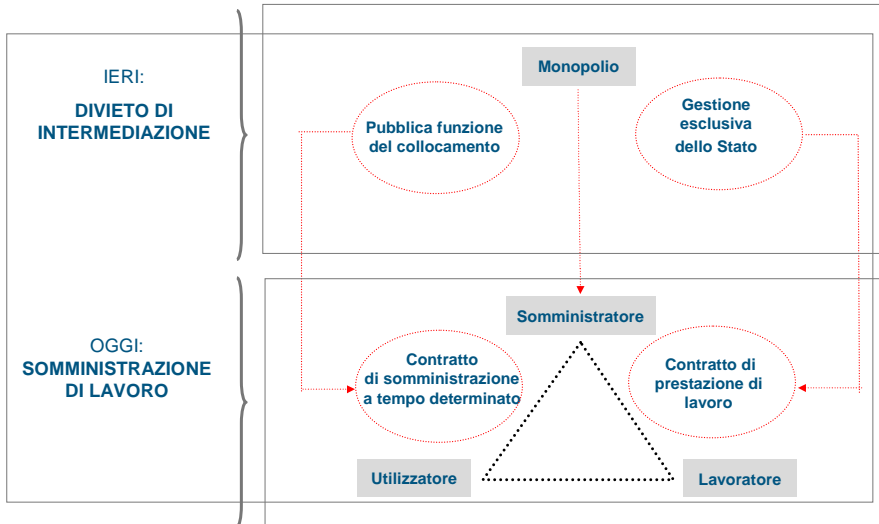 IERI:
DIVIETO DI
INTERMEDIAZIONE
Monopolio
Pubblica funzione
del collocamento
Gestione
esclusiva
dello Stato
OGGI:
SOMMINISTRAZIONE
DI LAVORO
Somministratore
Contratto
di somministrazione
a tempo determinato
Contratto di
prestazione di
lavoro
Utilizzatore
Lavoratore